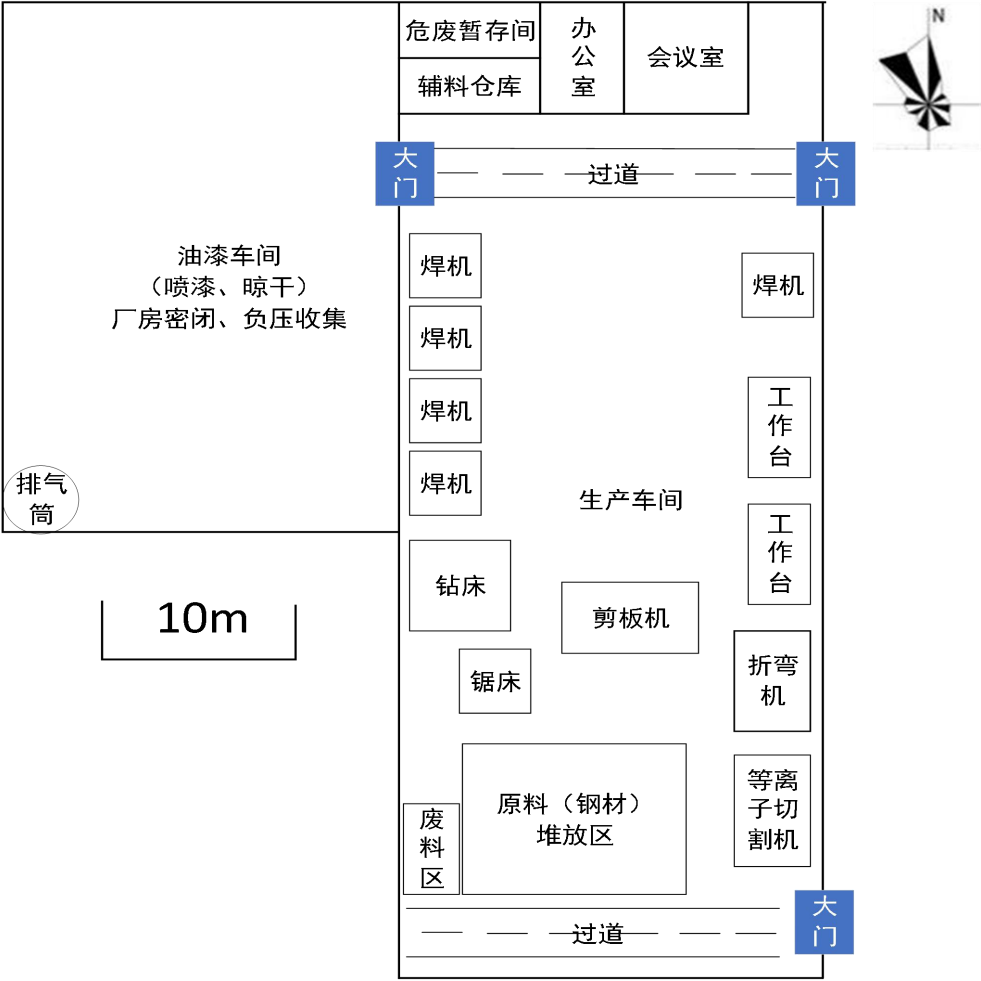 危废暂存间
辅料仓库
办
公
室
会议室
N
大
门
过道
大
门
油漆车间
（喷漆、晾干）
厂房密闭、负压收集
焊机
焊机
焊机
焊机
焊机
工
作
台
工
作
台
排气
筒
生产车间
钻床
剪板机
10m
锯床
折弯
机
原料（钢材）
堆放区
等离
子切
割机
废
料
区
过道
大
门